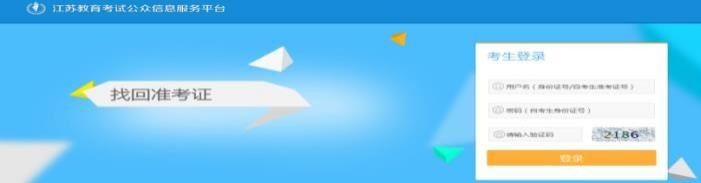 江苏教育考试公众信息服务平台
找回准考证
考生登录
用户名(身份证号/自考生准考证号)
密码(自考生身份证号)
请输入验证码
2186
登录